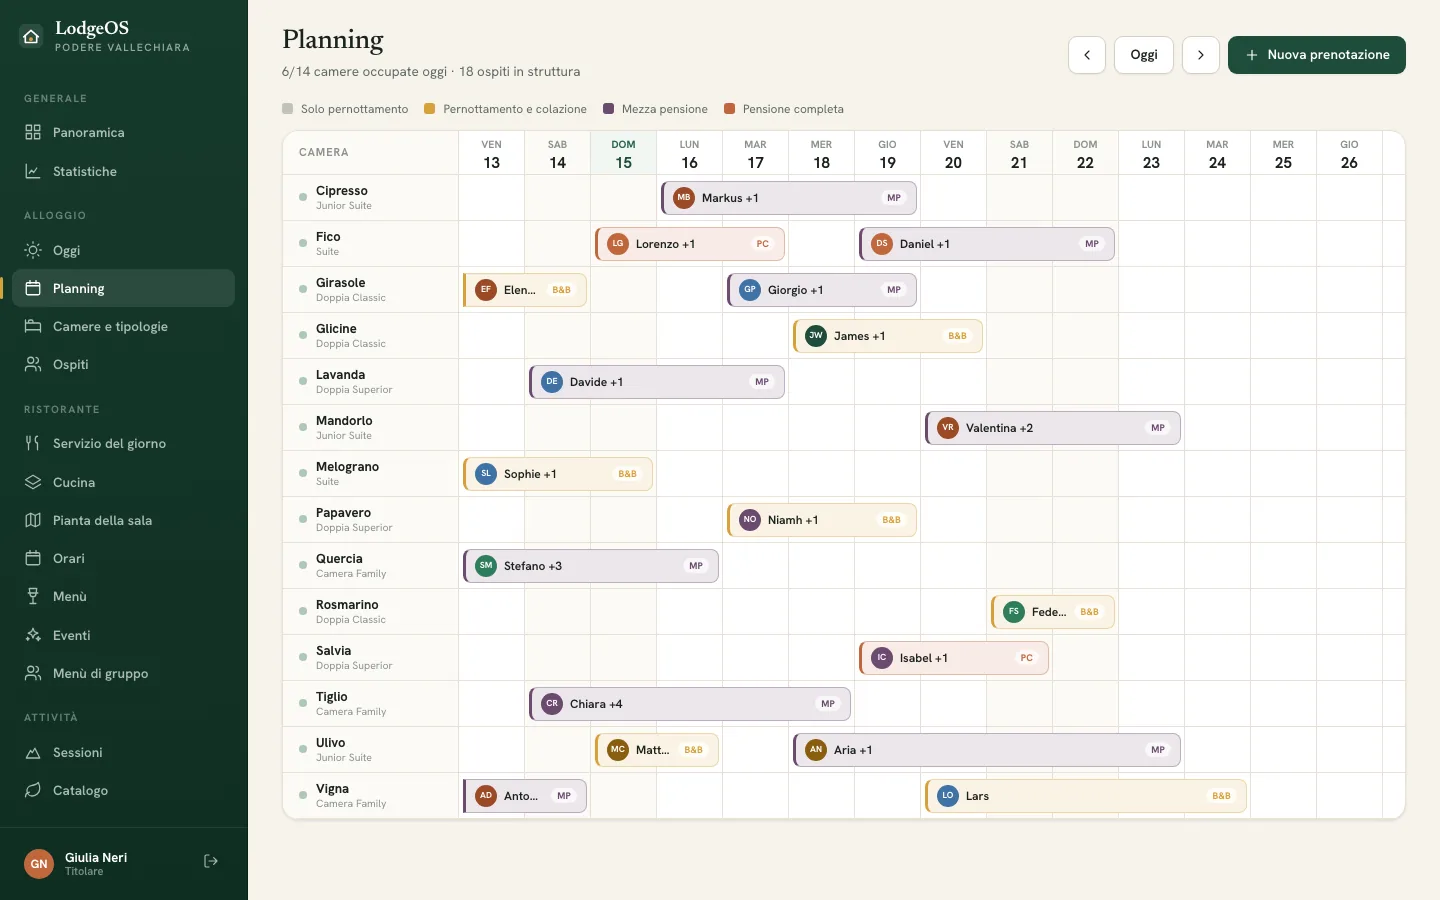 LodgeOS
PODERE VALLECHIARA
GENERALE
Panoramica
Statistiche
ALLOGGIO
Oggi
Planning
Camere e tipologie
Ospiti
RISTORANTE
Servizio del giorno
Cucina
Pianta della sala
Orari
Menù
Eventi
Menù di gruppo
ATTIVITÀ
Sessioni
Catalogo
GN
Giulia Neri
Titolare
Planning
6/14 camere occupate oggi · 18 ospiti in struttura
Oggi
Nuova prenotazione
Solo pernottamento
Pernottamento e colazione
Mezza pensione
Pensione completa
CAMERA
VEN 13
SAB 14
DOM 15
LUN 16
MAR 17
MER 18
GIO 19
VEN 20
SAB 21
DOM 22
LUN 23
MAR 24
MER 25
GIO 26
Cipresso
Junior Suite
MB Markus +1 MP
Fico
Suite
LG Lorenzo +1 PC
DS Daniel +1 MP
Girasole
Doppia Classic
EF Elen... B&B
GP Giorgio +1 MP
Glicine
Doppia Classic
JW James +1 B&B
Lavanda
Doppia Superior
DE Davide +1 MP
Mandorlo
Junior Suite
VR Valentina +2 MP
Melograno
Suite
SL Sophie +1 B&B
Papavero
Doppia Superior
NO Niamh +1 B&B
Quercia
Camera Family
SM Stefano +3 MP
Rosmarino
Doppia Classic
FS Fede... B&B
Salvia
Doppia Superior
IC Isabel +1 PC
Tiglio
Camera Family
CR Chiara +4 MP
Ulivo
Junior Suite
MC Matt... B&B
AN Aria +1 MP
Vigna
Camera Family
AD Anto... MP
LO Lars B&B